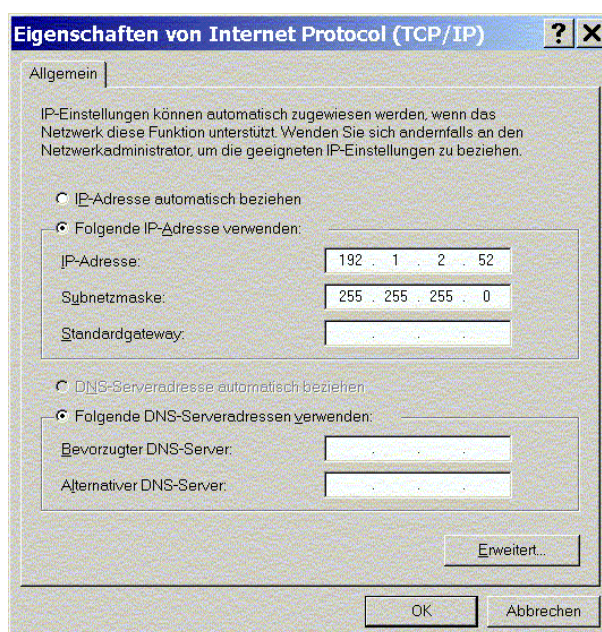 Eigenschaften von Internet Protocol (TCP/IP)
Allgemein
IP-Einstellungen können automatisch zugewiesen werden, wenn das
Netzwerk diese Funktion unterstützt. Wenden Sie sich andernfalls an den
Netzwerkadministrator, um die geeigneten IP-Einstellungen zu beziehen.
IP-Adresse automatisch beziehen
Folgende IP-Adresse verwenden:
IP-Adresse: 192 . 1 . 2 . 52
Subnetzmaske: 255 . 255 . 255 . 0
Standardgateway: . . .
DNS-Serveradresse automatisch beziehen
Folgende DNS-Serveradressen verwenden:
Bevorzugter DNS-Server: . . .
Alternativer DNS-Server: . . .
Erweitert...
OK Abbrechen